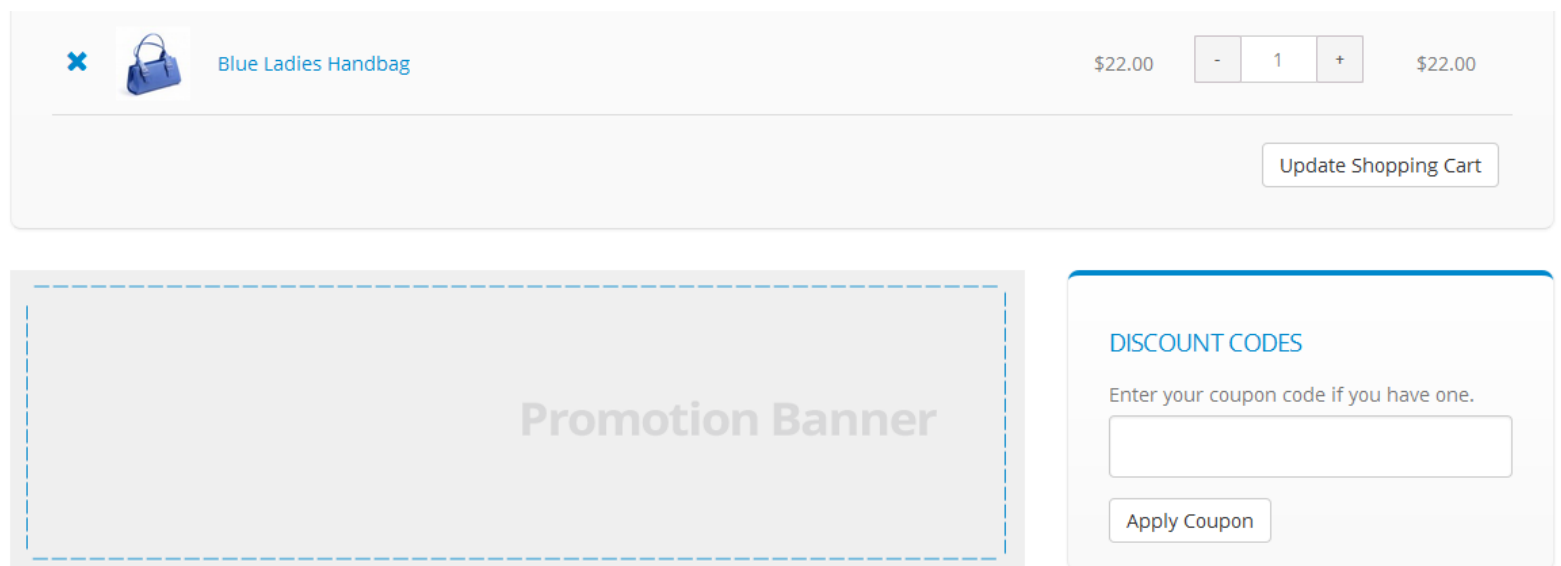 Blue Ladies Handbag $22.00 - 1 + $22.00
Update Shopping Cart
Promotion Banner
DISCOUNT CODES
Enter your coupon code if you have one.
Apply Coupon